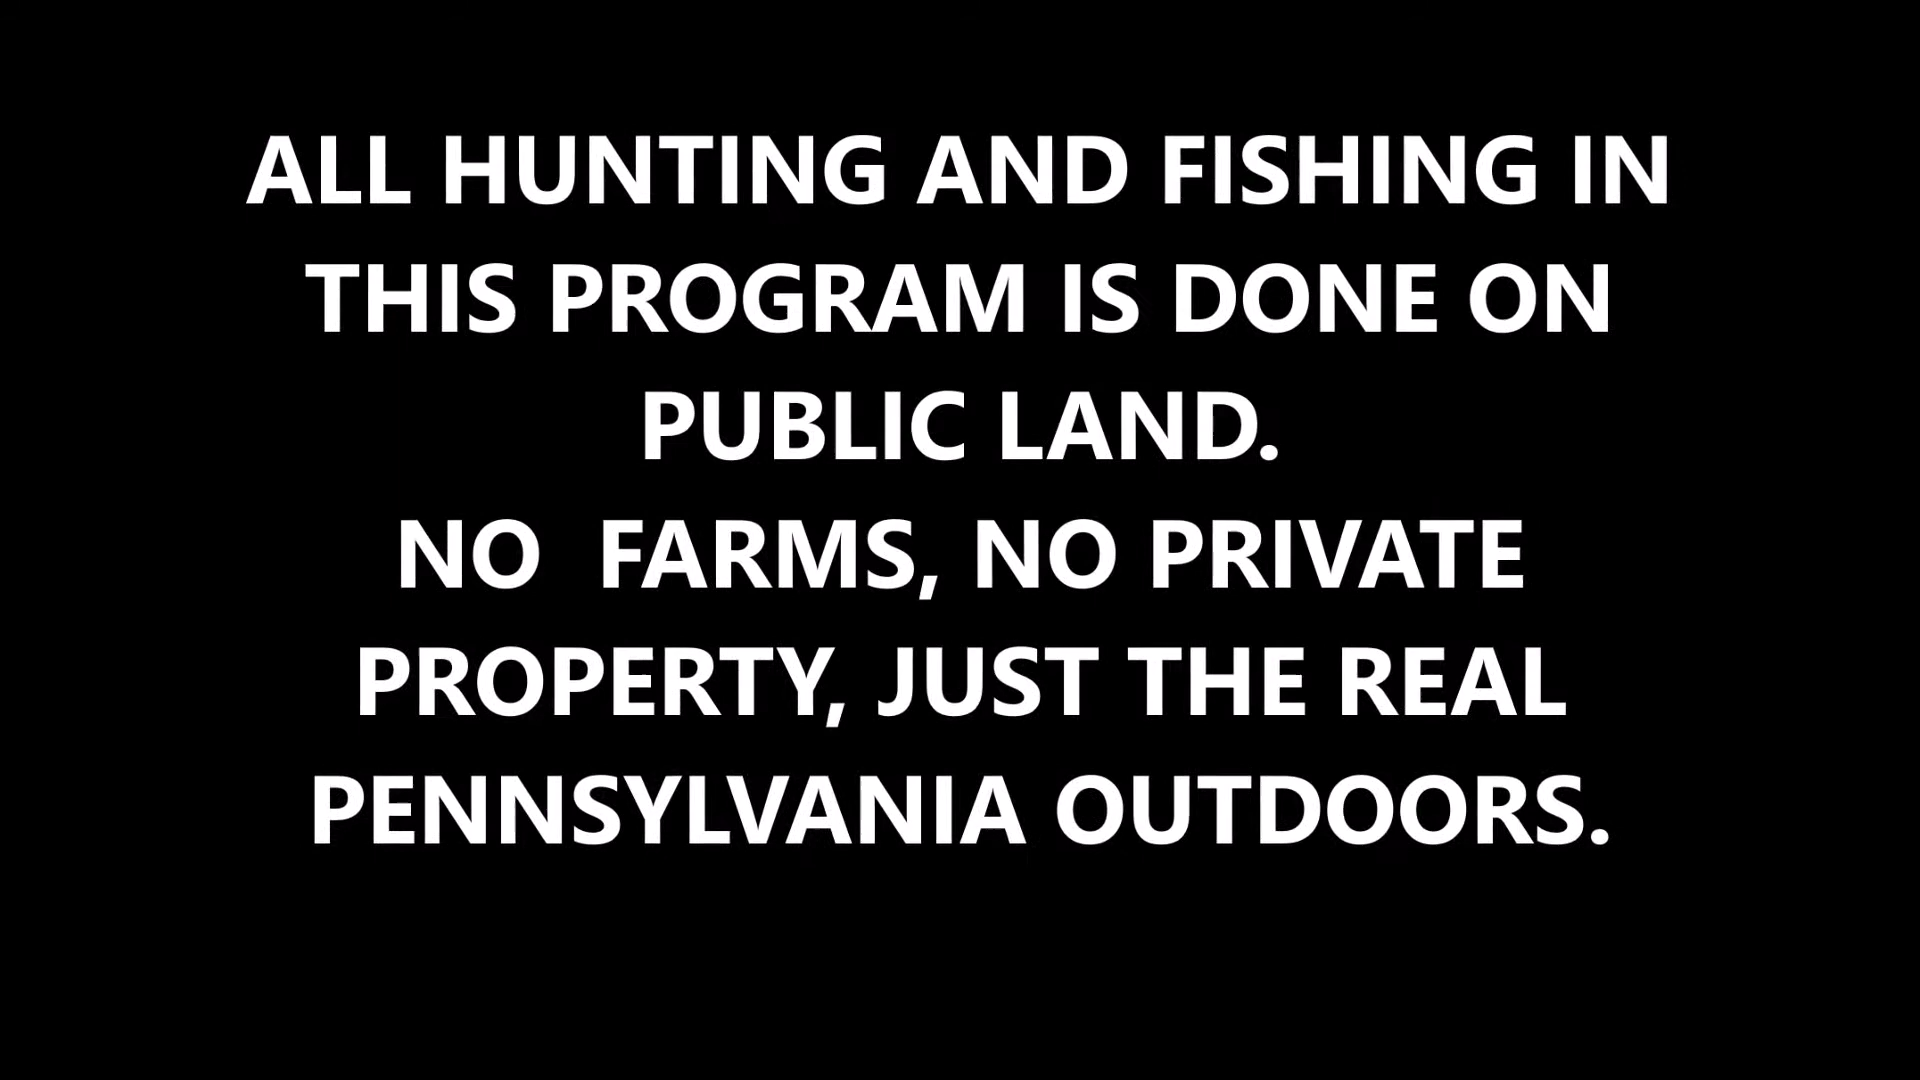 ALL HUNTING AND FISHING IN
THIS PROGRAM IS DONE ON
PUBLIC LAND.
NO  FARMS, NO PRIVATE
PROPERTY, JUST THE REAL
PENNSYLVANIA OUTDOORS.